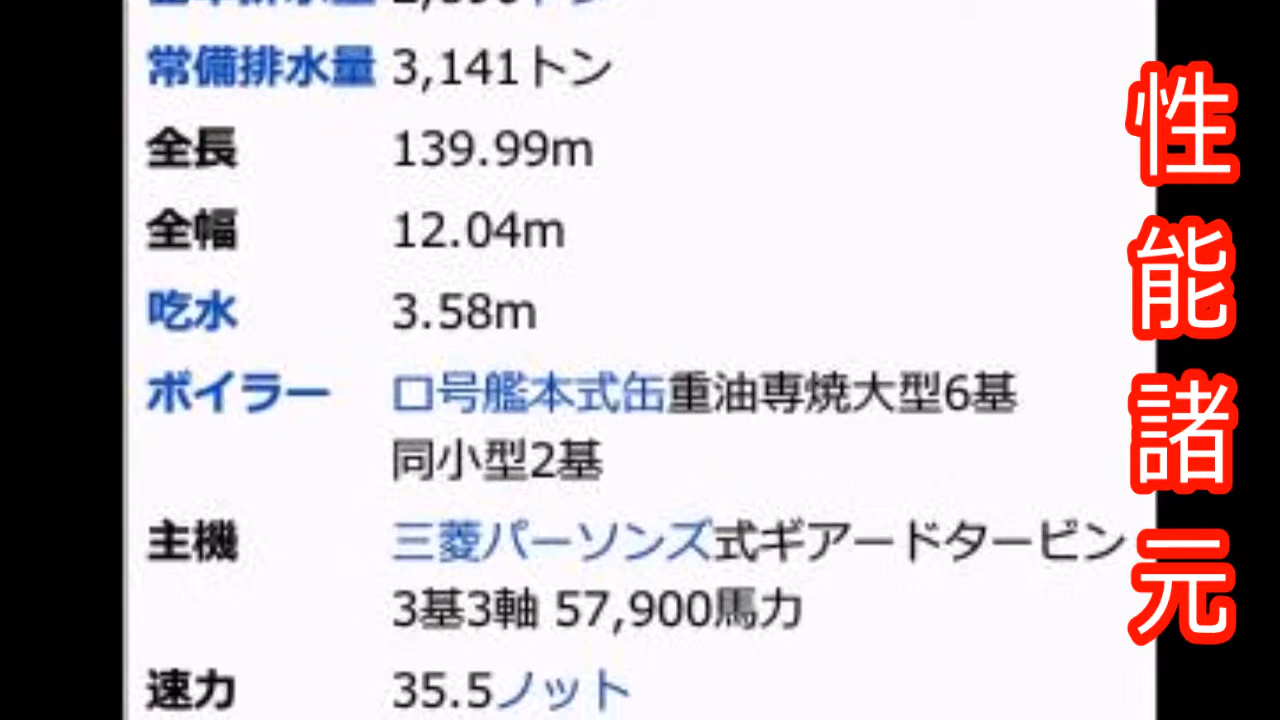 常備排水量 3,141トン
全長 139.99m
全幅 12.04m
吃水 3.58m
ボイラー ロ号艦本式缶重油専焼大型6基
同小型2基
主機 三菱パーソンズ式ギアードタービン
3基3軸 57,900馬力
速力 35.5ノット
性能諸元